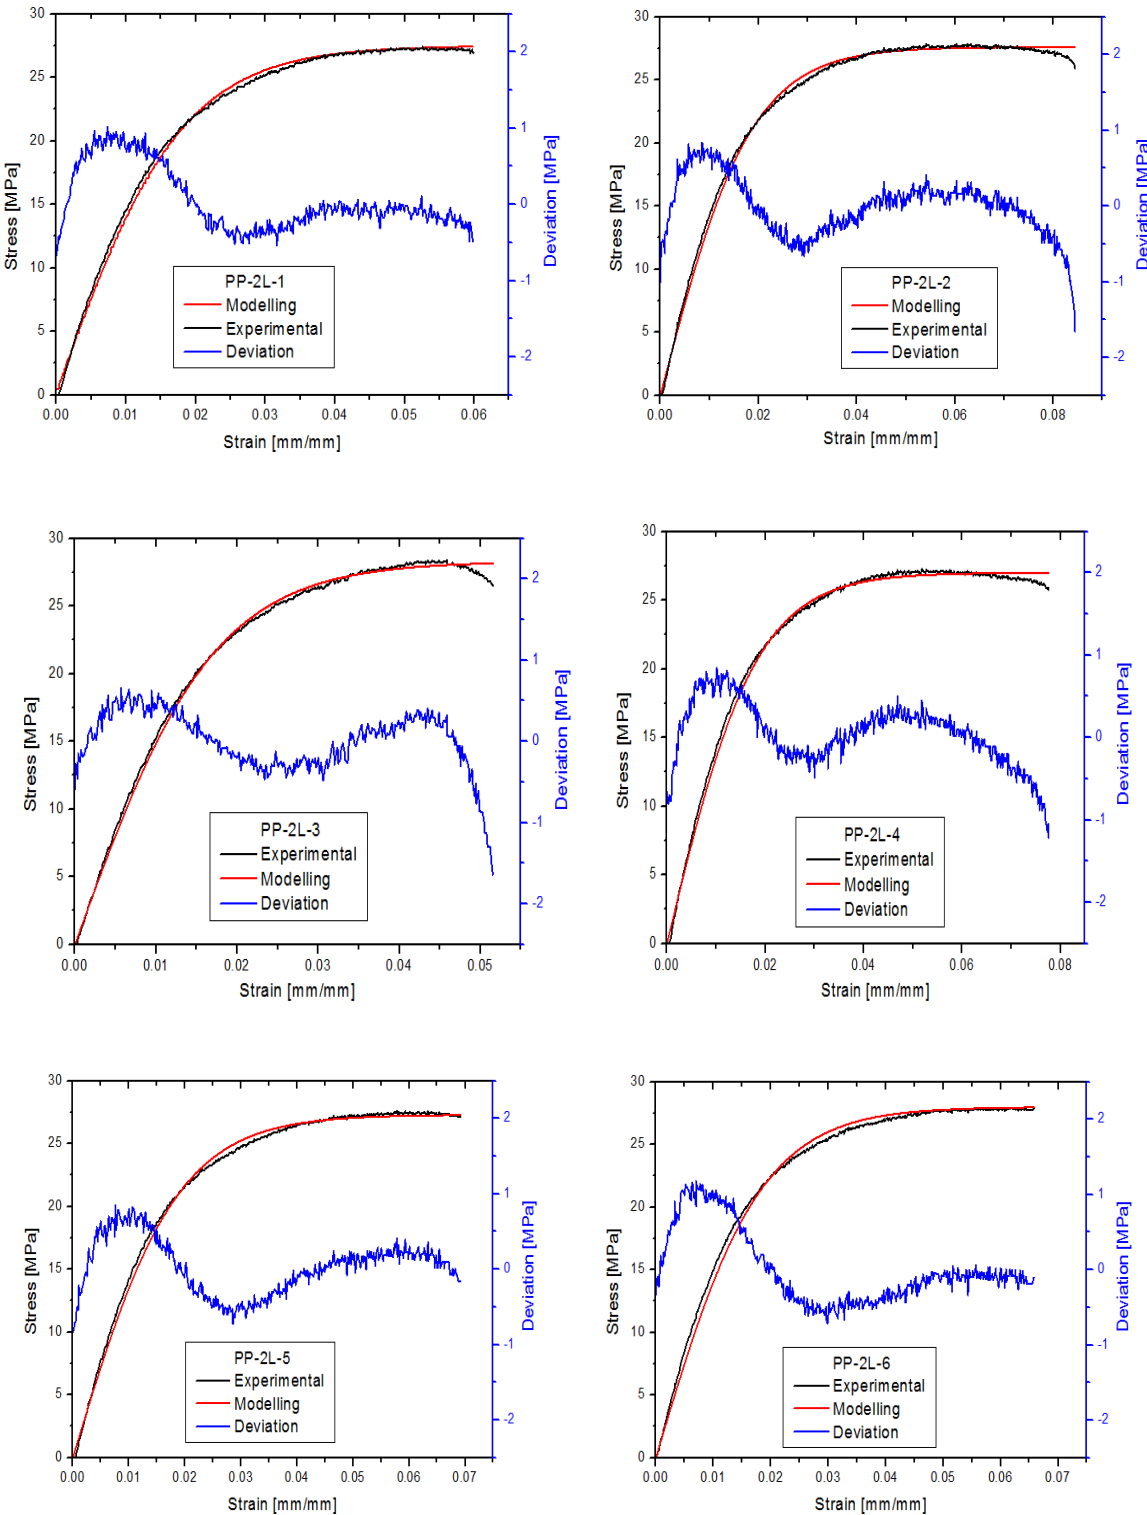 30
25
20
15
10
5
0
Stress [MPa]
2
1
0
-1
-2
Deviation [MPa]
PP-2L-1
Modelling
Experimental
Deviation
0.00 0.01 0 02 0.03 0.04 0.05 0.06
Strain [mm/mm]
30
25
20
15
10
5
0
Stress [MPa]
2
1
0
-1
-2
Deviation [MPa]
PP-2L-2
Modelling
Experimental
Deviation
0.00 0.02 0.04 0.06 0.08
Strain [mm/mm]
30
25
20
15
10
5
0
Stress [MPa]
2
1
0
-1
-2
Deviation [MPa]
PP-2L-3
Experimental
Modelling
Deviation
0.00 0.01 0.02 0.03 0.04 0.05
Strain [mm/mm]
30
25
20
15
10
5
0
Stress [MPa]
2
1
0
-1
-2
Deviation [MPa]
PP-2L-4
Experimental
Modelling
Deviation
0.00 0.02 0.04 0.06 0.08
Strain [mm/mm]
30
25
20
15
10
5
0
Stress [MPa]
2
1
0
-1
-2
Deviation [MPa]
PP-2L-5
Experimental
Modelling
Deviation
0.00 0.01 0.02 0.03 0.04 0.05 0.06 0.07
Strain [mm/mm]
30
25
20
15
10
5
0
Stress [MPa]
2
1
0
-1
-2
Deviation [MPa]
PP-2L-6
Experimental
Modelling
Deviation
0.00 0.01 0.02 0.03 0.04 0.05 0.06 0.07
Strain [mm/mm]